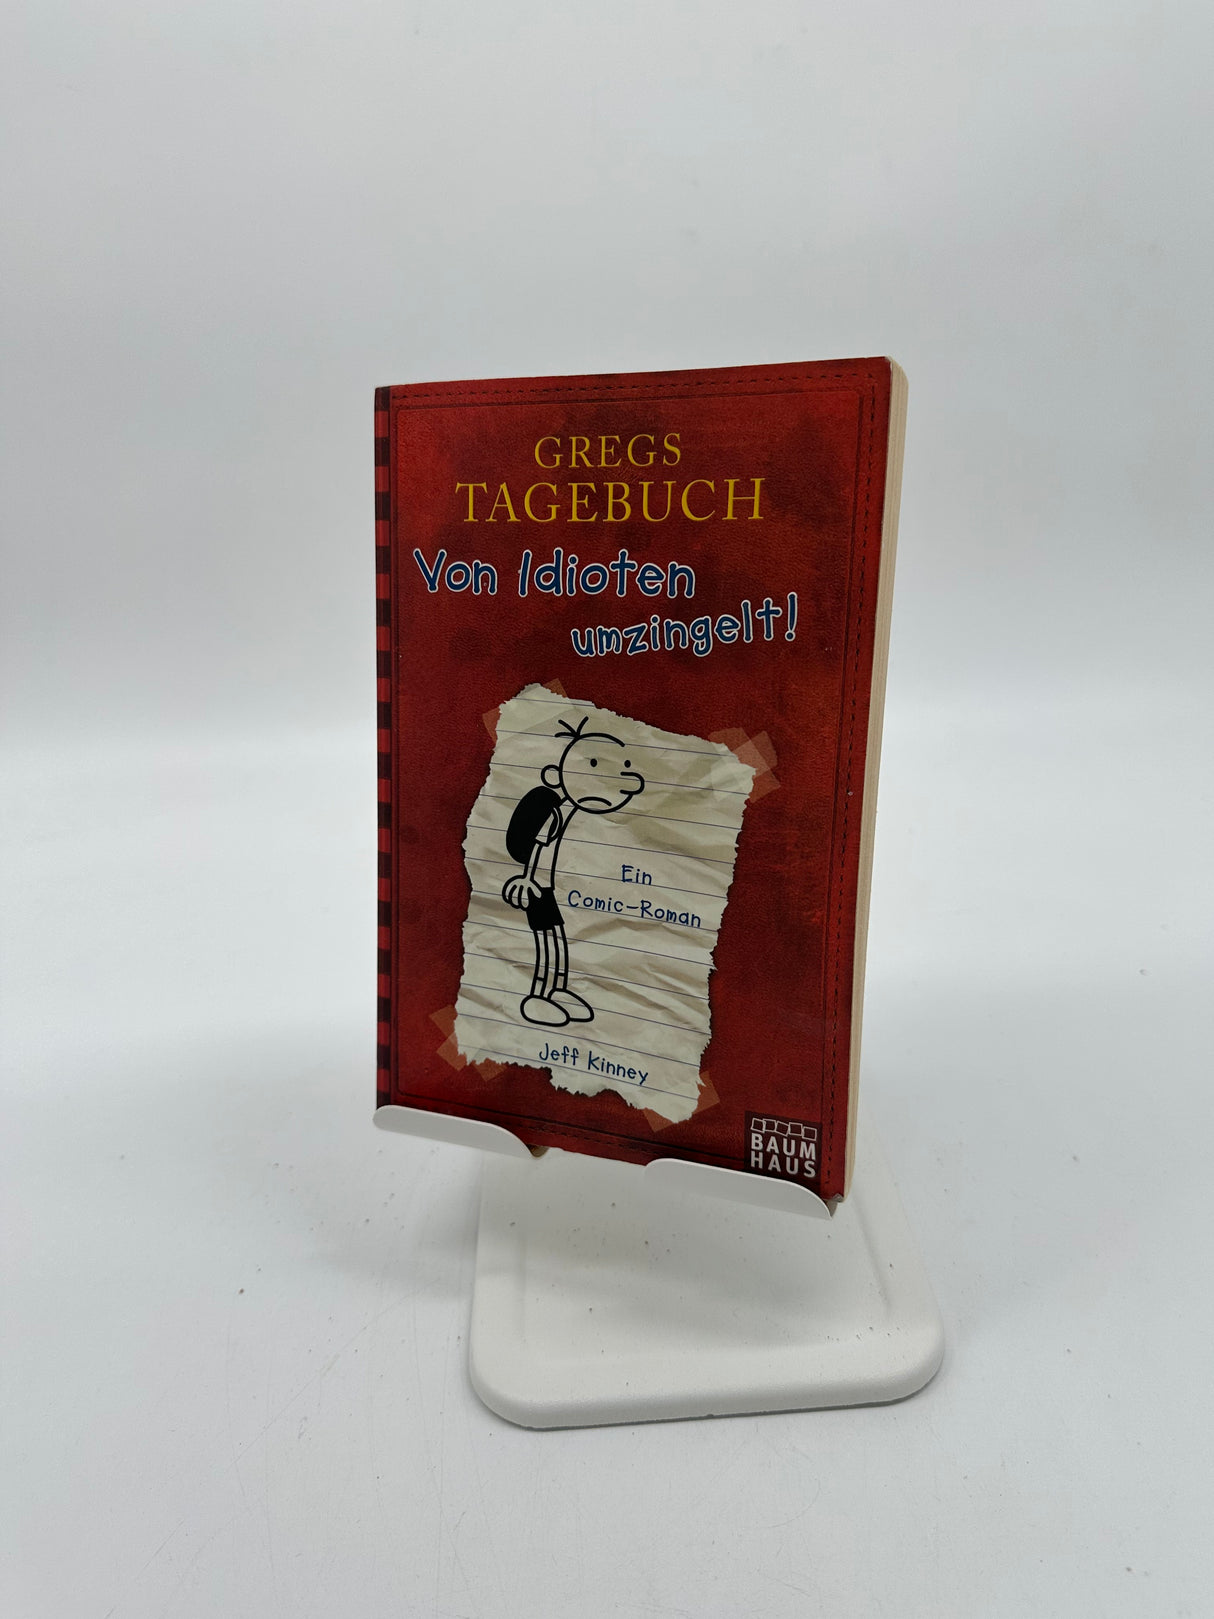 GREGS
TAGEBUCH
Von Idioten
umzingelt!
Ein
Comic-Roman
Jeff Kinney
BAUM
HAUS